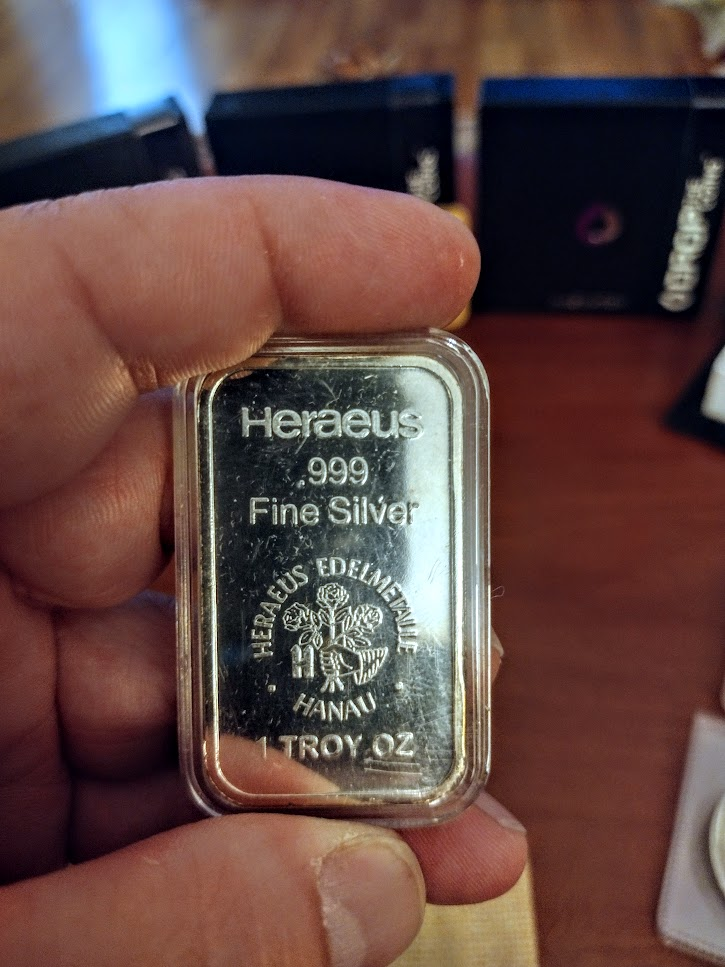 Heraeus
.999
Fine Silver
HERAEUS EDELMETALLE
H
HANAU
1 TROY OZ